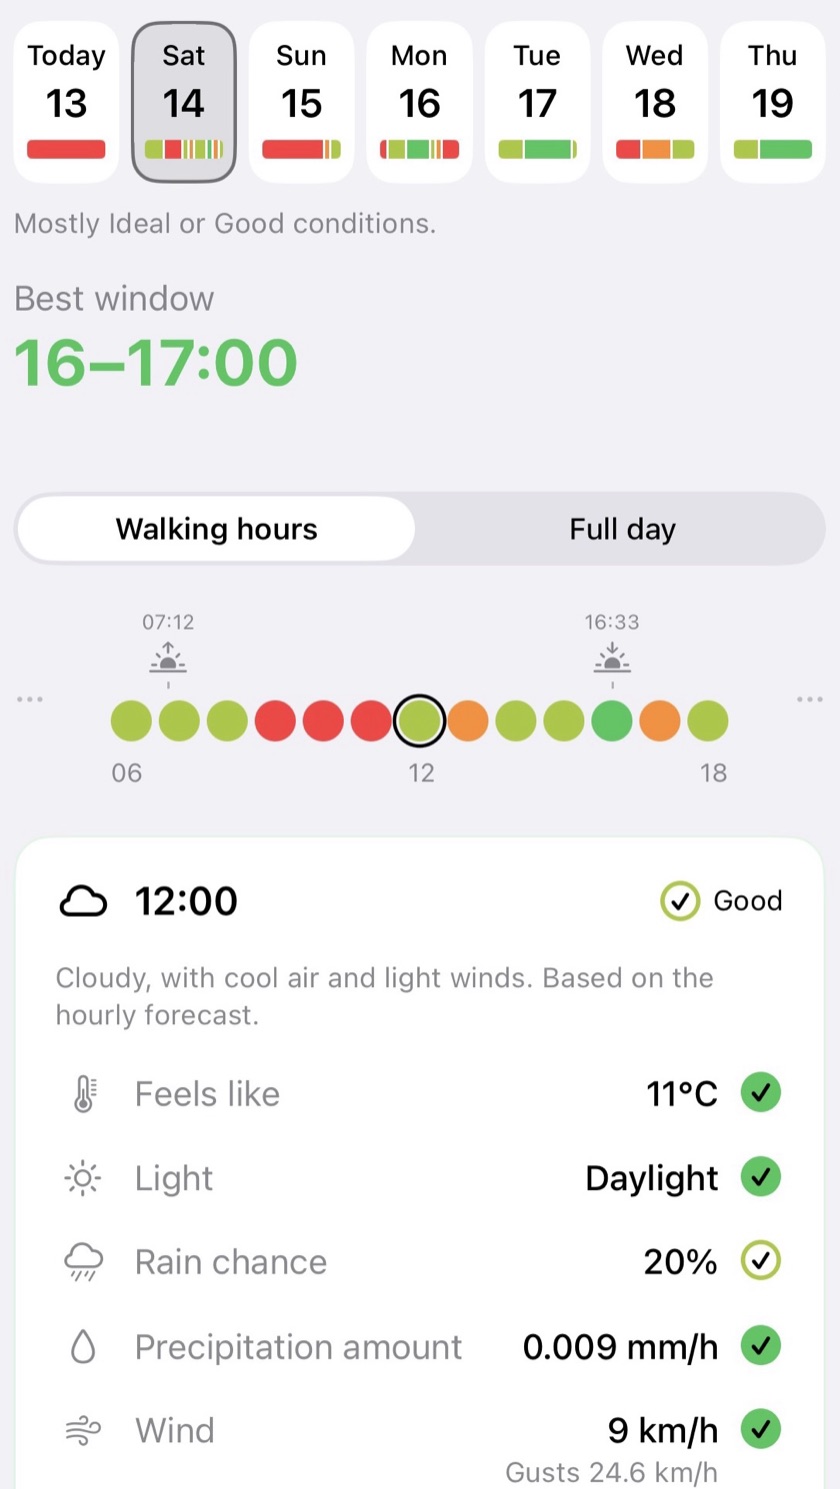 Today Sat Sun Mon Tue Wed Thu
13 14 15 16 17 18 19
Mostly Ideal or Good conditions.
Best window
16–17:00
Walking hours Full day
07:12 16:33
06 12 18
12:00 Good
Cloudy, with cool air and light winds. Based on the
hourly forecast.
Feels like 11°C
Light Daylight
Rain chance 20%
Precipitation amount 0.009 mm/h
Wind 9 km/h
Gusts 24.6 km/h